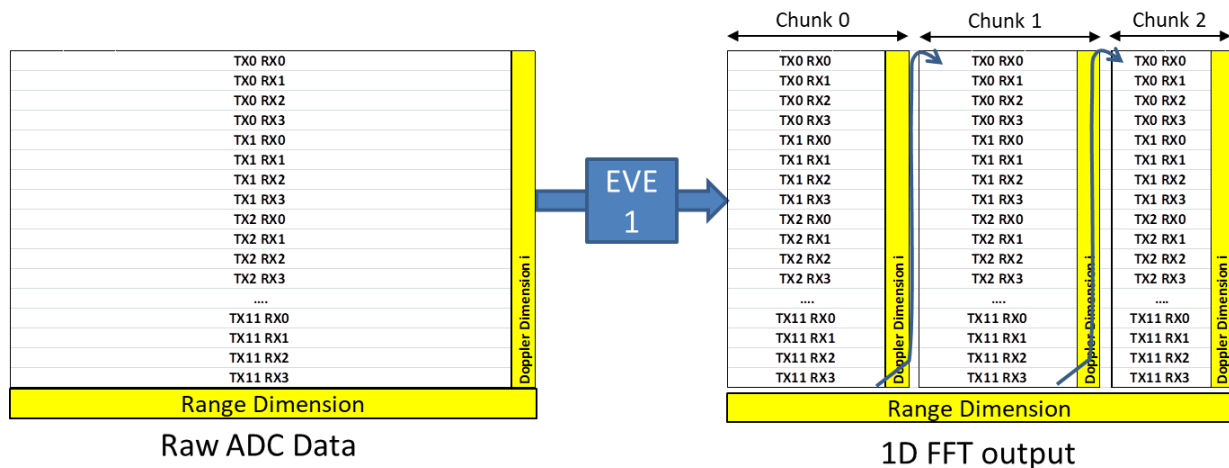 TX0 RX0
TX0 RX1
TX0 RX2
TX0 RX3
TX1 RX0
TX1 RX1
TX1 RX2
TX1 RX3
TX2 RX0
TX2 RX1
TX2 RX2
TX2 RX3
....
TX11 RX0
TX11 RX1
TX11 RX2
TX11 RX3
Doppler Dimension i
Range Dimension
Raw ADC Data
EVE
1
Chunk 0
TX0 RX0
TX0 RX1
TX0 RX2
TX0 RX3
TX1 RX0
TX1 RX1
TX1 RX2
TX1 RX3
TX2 RX0
TX2 RX1
TX2 RX2
TX2 RX3
....
TX11 RX0
TX11 RX1
TX11 RX2
TX11 RX3
Doppler Dimension i
Chunk 1
TX0 RX0
TX0 RX1
TX0 RX2
TX0 RX3
TX1 RX0
TX1 RX1
TX1 RX2
TX1 RX3
TX2 RX0
TX2 RX1
TX2 RX2
TX2 RX3
....
TX11 RX0
TX11 RX1
TX11 RX2
TX11 RX3
Doppler Dimension i
Chunk 2
TX0 RX0
TX0 RX1
TX0 RX2
TX0 RX3
TX1 RX0
TX1 RX1
TX1 RX2
TX1 RX3
TX2 RX0
TX2 RX1
TX2 RX2
TX2 RX3
....
TX11 RX0
TX11 RX1
TX11 RX2
TX11 RX3
Doppler Dimension i
Range Dimension
1D FFT output